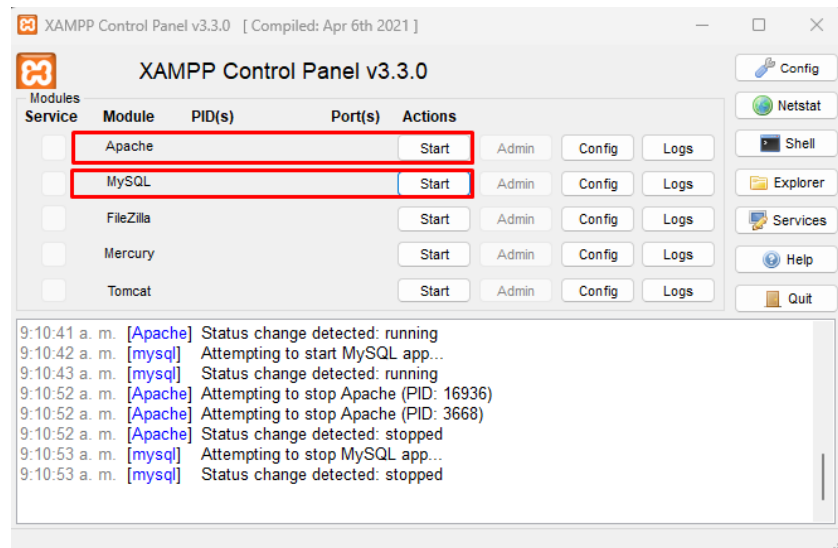 XAMPP Control Panel v3.3.0 [ Compiled: Apr 6th 2021 ]
XAMPP Control Panel v3.3.0
Config
Modules
Service Module PID(s) Port(s) Actions
Netstat
Apache Start Admin Config Logs
Shell
MySQL Start Admin Config Logs
Explorer
FileZilla Start Admin Config Logs
Services
Mercury Start Admin Config Logs
Help
Tomcat Start Admin Config Logs
Quit
9:10:41 a. m. [Apache] Status change detected: running
9:10:42 a. m. [mysql] Attempting to start MySQL app...
9:10:43 a. m. [mysql] Status change detected: running
9:10:52 a. m. [Apache] Attempting to stop Apache (PID: 16936)
9:10:52 a. m. [Apache] Attempting to stop Apache (PID: 3668)
9:10:52 a. m. [Apache] Status change detected: stopped
9:10:53 a. m. [mysql] Attempting to stop MySQL app...
9:10:53 a. m. [mysql] Status change detected: stopped